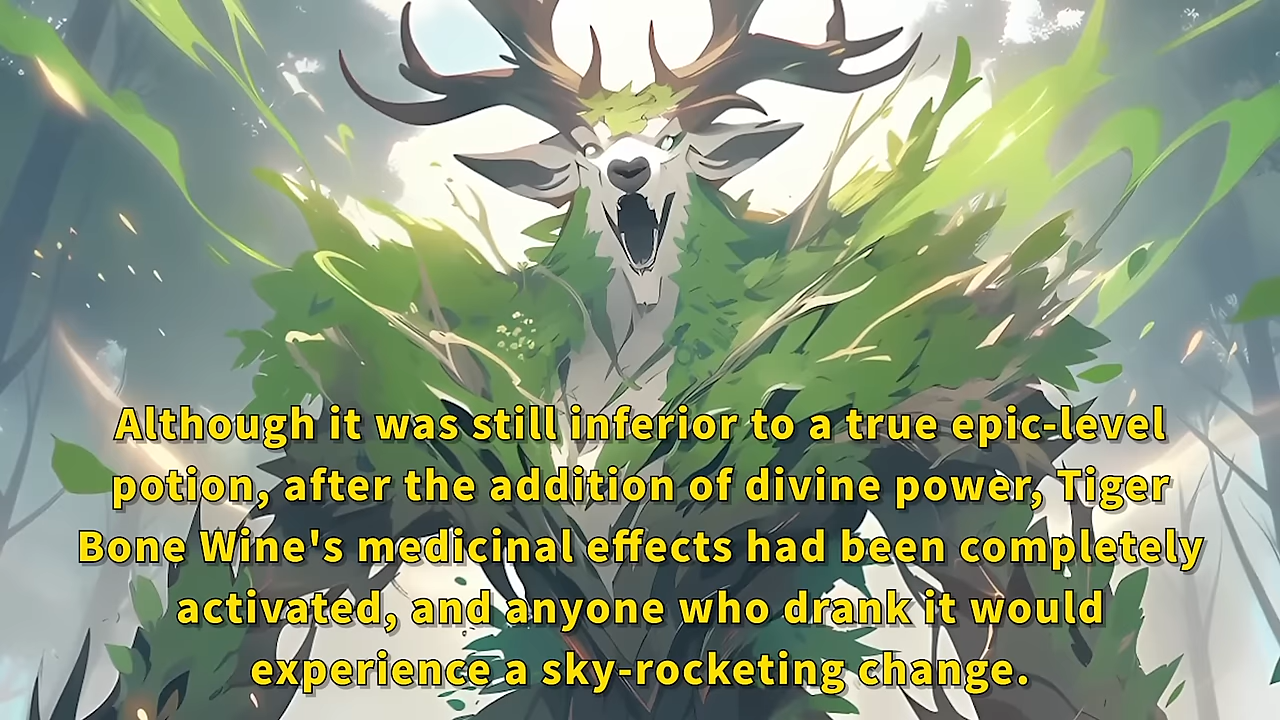 Although it was still inferior to a true epic-level
potion, after the addition of divine power, Tiger
Bone Wine's medicinal effects had been completely
activated, and anyone who drank it would
experience a sky-rocketing change.